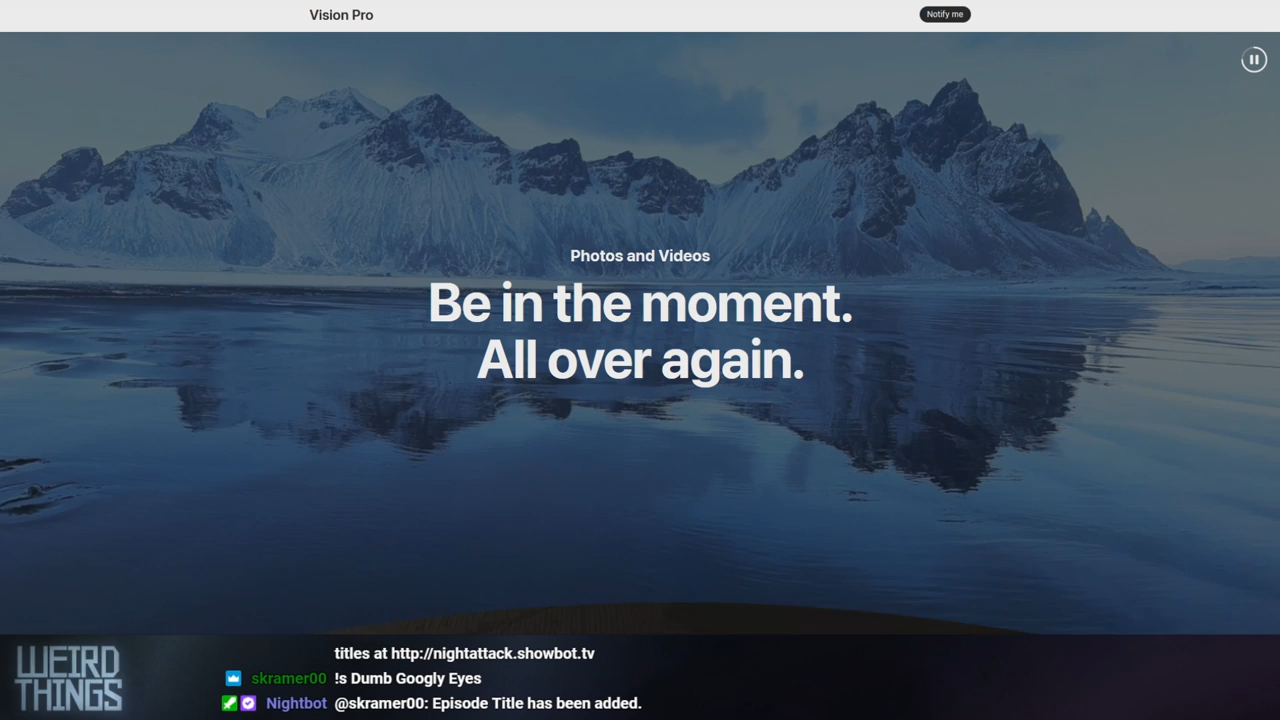 Vision Pro
Notify me
Photos and Videos
Be in the moment.
All over again.
WEIRD
THINGS
titles at http://nightattack.showbot.tv
skramer00 !s Dumb Googly Eyes
Nightbot @skramer00: Episode Title has been added.